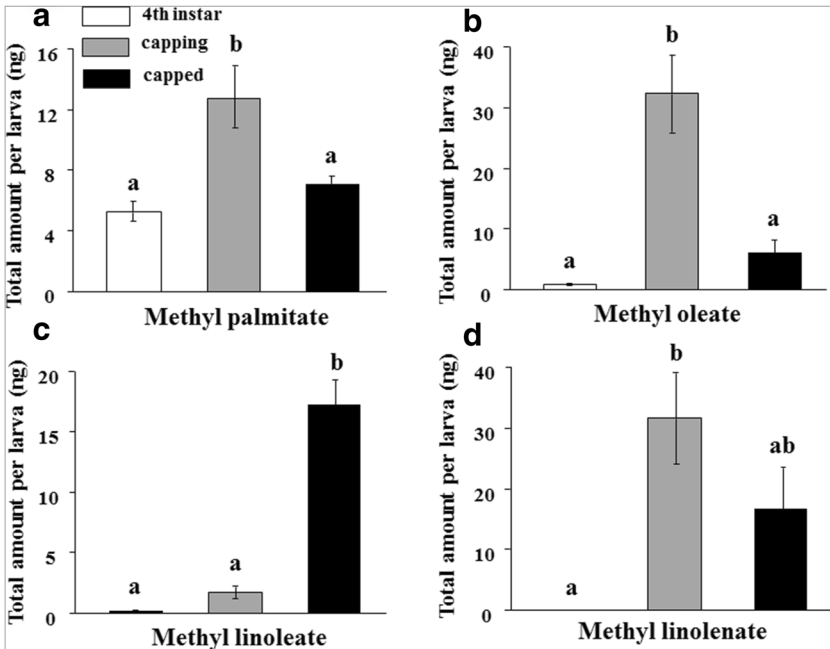 a
4th instar
capping
capped
Total amount per larva (ng)
16
12
8
4
0
a
b
a
Methyl palmitate
b
Total amount per larva (ng)
40
30
20
10
0
a
b
a
Methyl oleate
c
Total amount per larva (ng)
20
15
10
5
0
a
a
b
Methyl linoleate
d
Total amount per larva (ng)
40
30
20
10
0
a
b
ab
Methyl linolenate